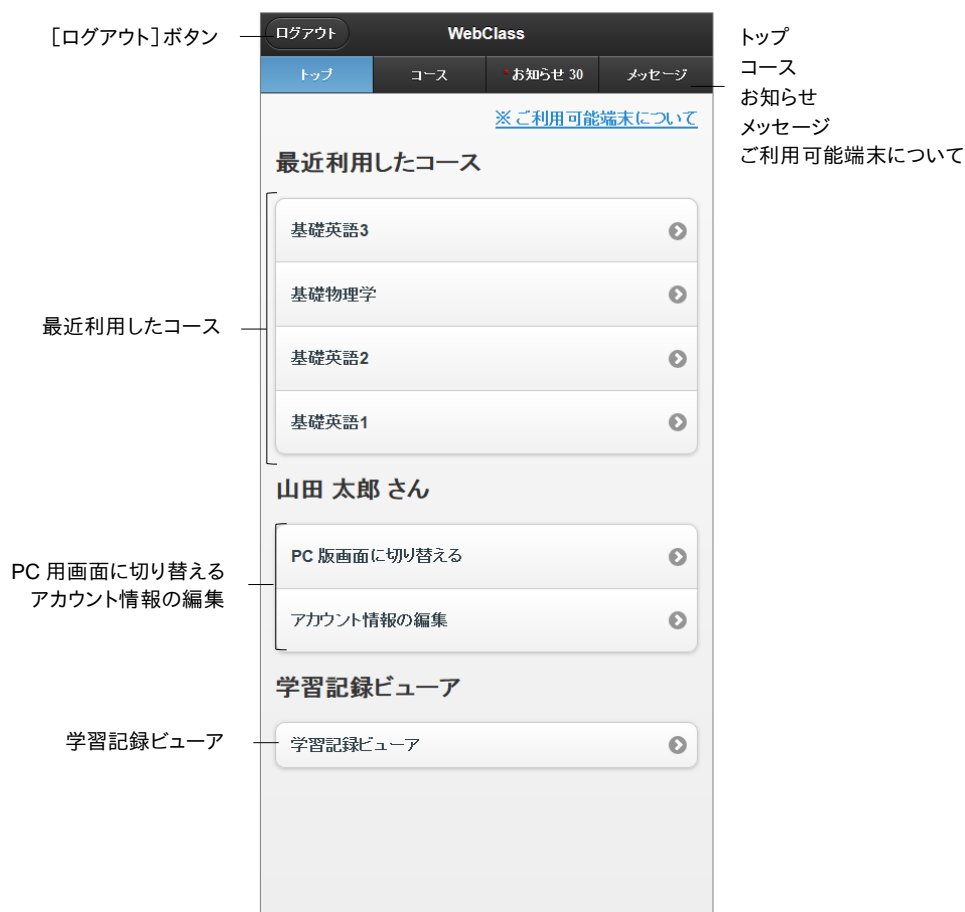 ［ログアウト］ボタン
ログアウト
WebClass
トップ
コース
*お知らせ 30
メッセージ
トップ
コース
お知らせ
メッセージ
ご利用可能端末について
※ ご利用可能端末について
最近利用したコース
基礎英語3
基礎物理学
最近利用したコース
基礎英語2
基礎英語1
山田 太郎 さん
PC 版画面に切り替える
PC 用画面に切り替える
アカウント情報の編集
アカウント情報の編集
学習記録ビューア
学習記録ビューア
学習記録ビューア